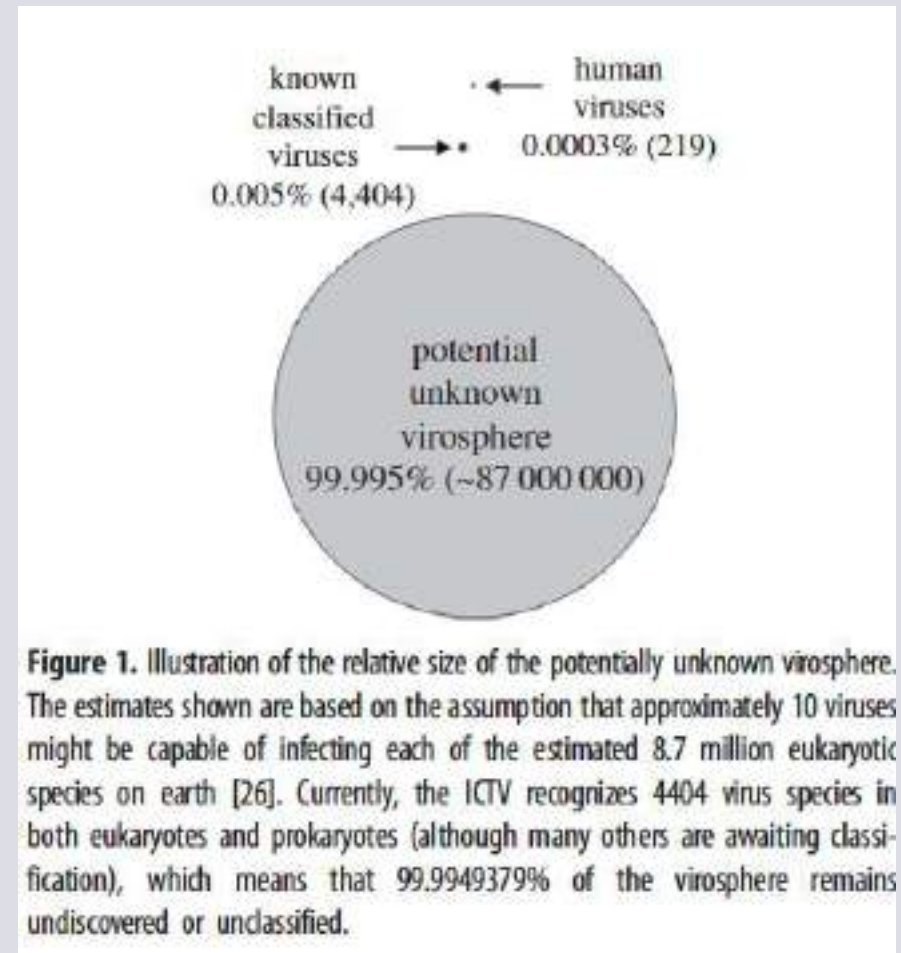 known
classified
viruses
0.005% (4,404)
human
viruses
0.0003% (219)
potential
unknown
virosphere
99.995% (~87 000 000)
Figure 1. Illustration of the relative size of the potentially unknown virosphere.
The estimates shown are based on the assumption that approximately 10 viruses
might be capable of infecting each of the estimated 8.7 million eukaryotic
species on earth [26]. Currently, the ICTV recognizes 4404 virus species in
both eukaryotes and prokaryotes (although many others are awaiting classi-
fication), which means that 99.9949379% of the virosphere remains
undiscovered or unclassified.